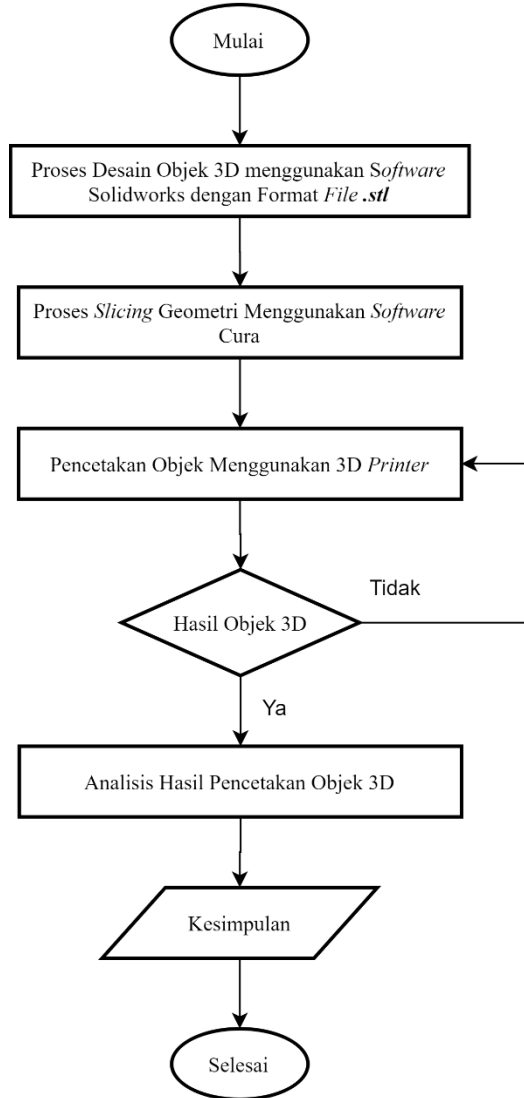 Mulai
Proses Desain Objek 3D menggunakan Software
Solidworks dengan Format File .stl
Proses Slicing Geometri Menggunakan Software
Cura
Pencetakan Objek Menggunakan 3D Printer
Tidak
Hasil Objek 3D
Ya
Analisis Hasil Pencetakan Objek 3D
Kesimpulan
Selesai